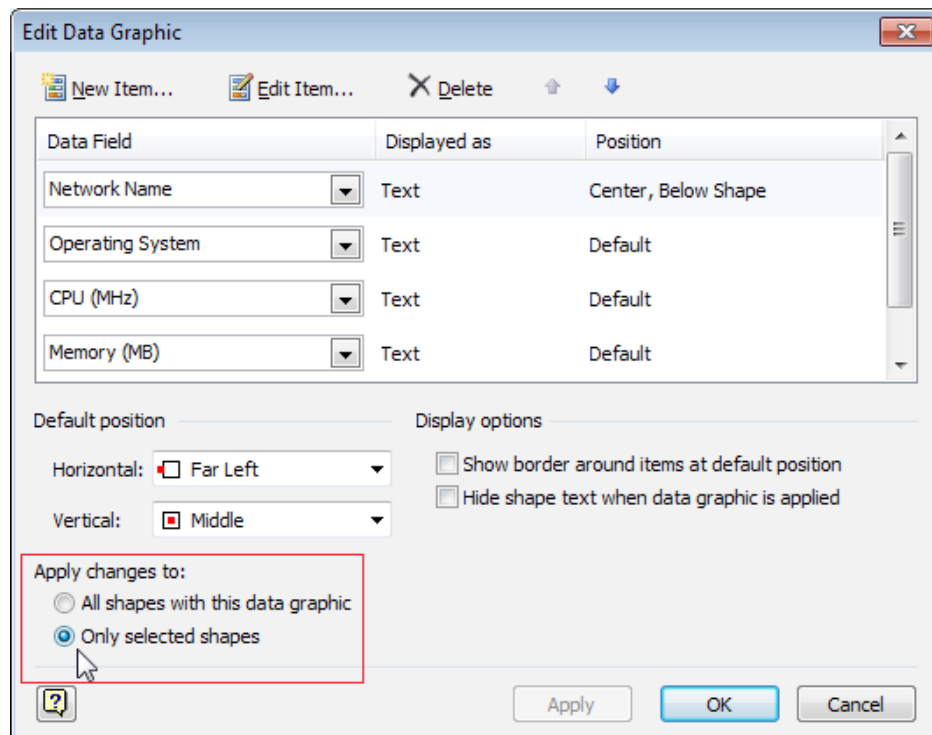 Edit Data Graphic
New Item... Edit Item... Delete
Data Field Displayed as Position
Network Name Text Center, Below Shape
Operating System Text Default
CPU (MHz) Text Default
Memory (MB) Text Default
Default position Display options
Horizontal: Far Left Show border around items at default position
Vertical: Middle Hide shape text when data graphic is applied
Apply changes to:
All shapes with this data graphic
Only selected shapes
? Apply OK Cancel